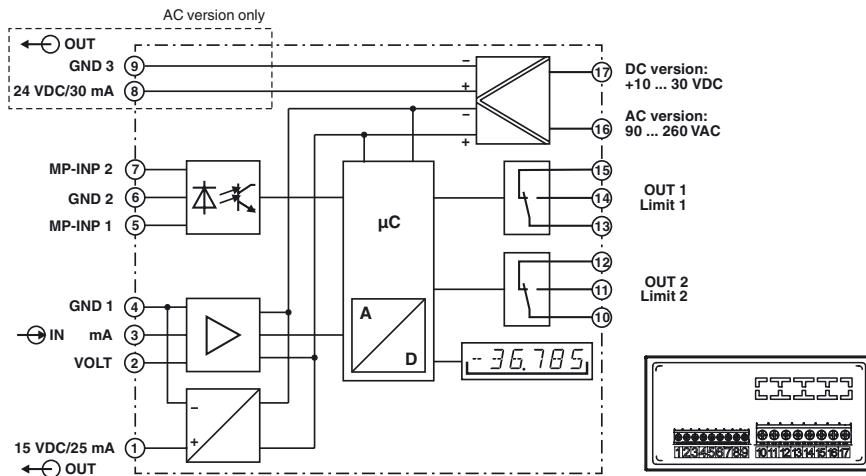 AC version only
OUT
GND 3 9
24 VDC/30 mA 8
− + − +
17 DC version:
+10 ... 30 VDC
16 AC version:
90 ... 260 VAC
MP-INP 2 7
GND 2 6
MP-INP 1 5
µC
15
14 OUT 1
Limit 1
13
12
11 OUT 2
Limit 2
10
GND 1 4
IN mA 3
VOLT 2
A
D
-36.785
− +
15 VDC/25 mA 1
OUT
1 2 3 4 5 6 7 8 9 10 11 12 13 14 15 16 17